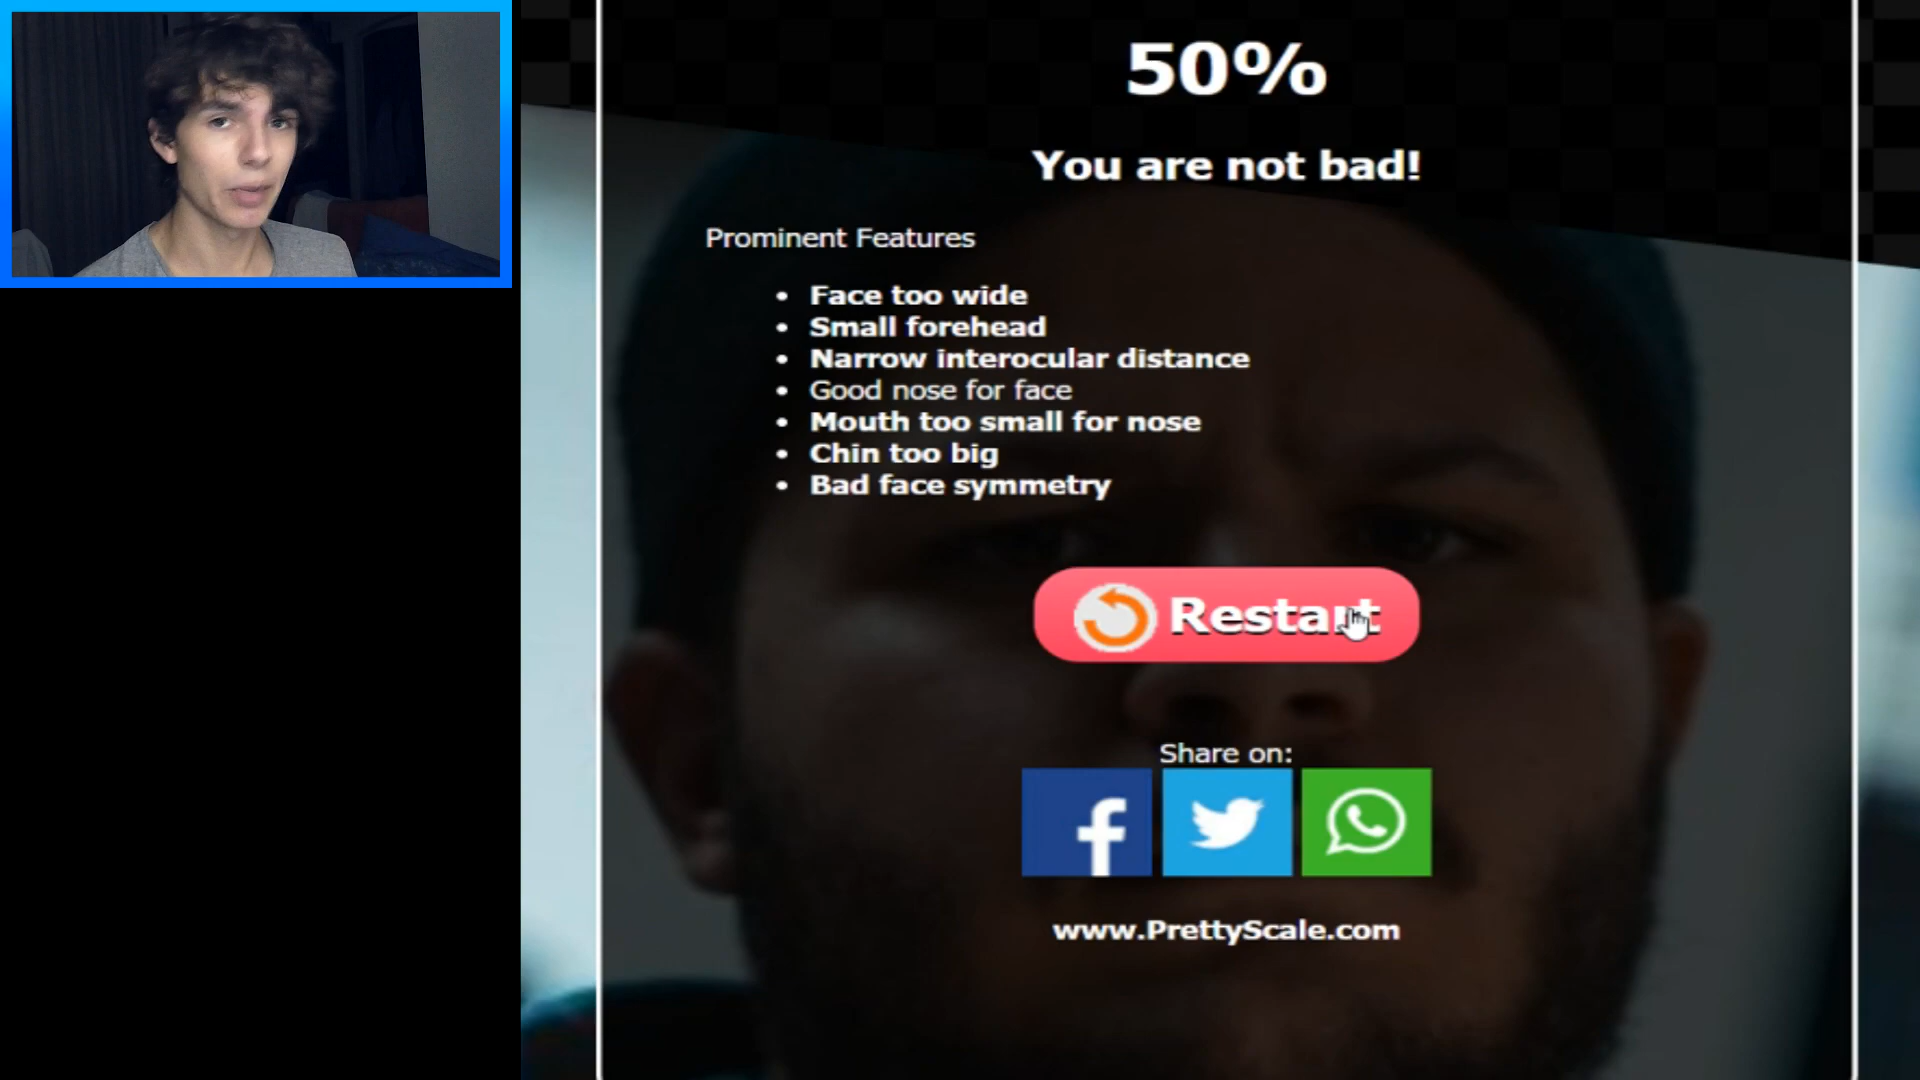 50%
You are not bad!
Prominent Features
Face too wide
Small forehead
Narrow interocular distance
Good nose for face
Mouth too small for nose
Chin too big
Bad face symmetry
Restart
Share on:
www.PrettyScale.com